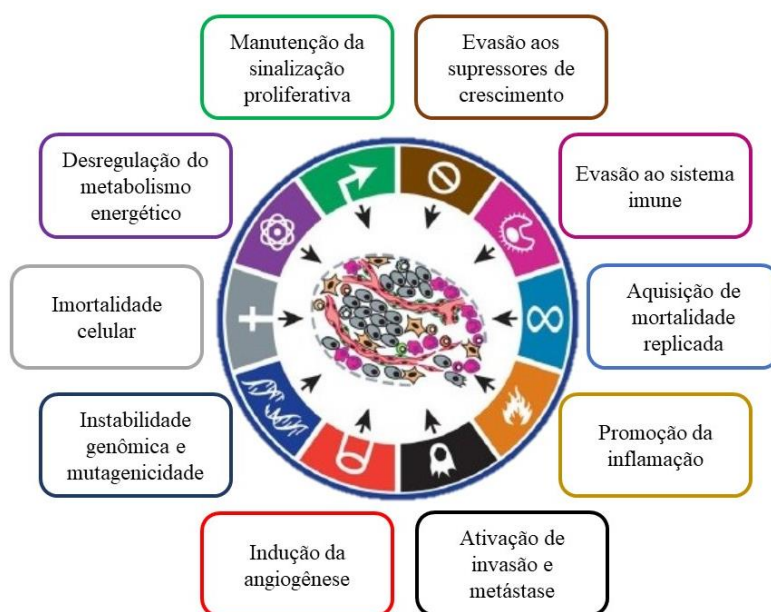 Manutenção da
sinalização
proliferativa
Evasão aos
supressores de
crescimento
Desregulação do
metabolismo
energético
Evasão ao sistema
imune
Imortalidade
celular
Aquisição de
mortalidade
replicada
Instabilidade
genômica e
mutagenicidade
Promoção da
inflamação
Indução da
angiogênese
Ativação de
invasão e
metástase